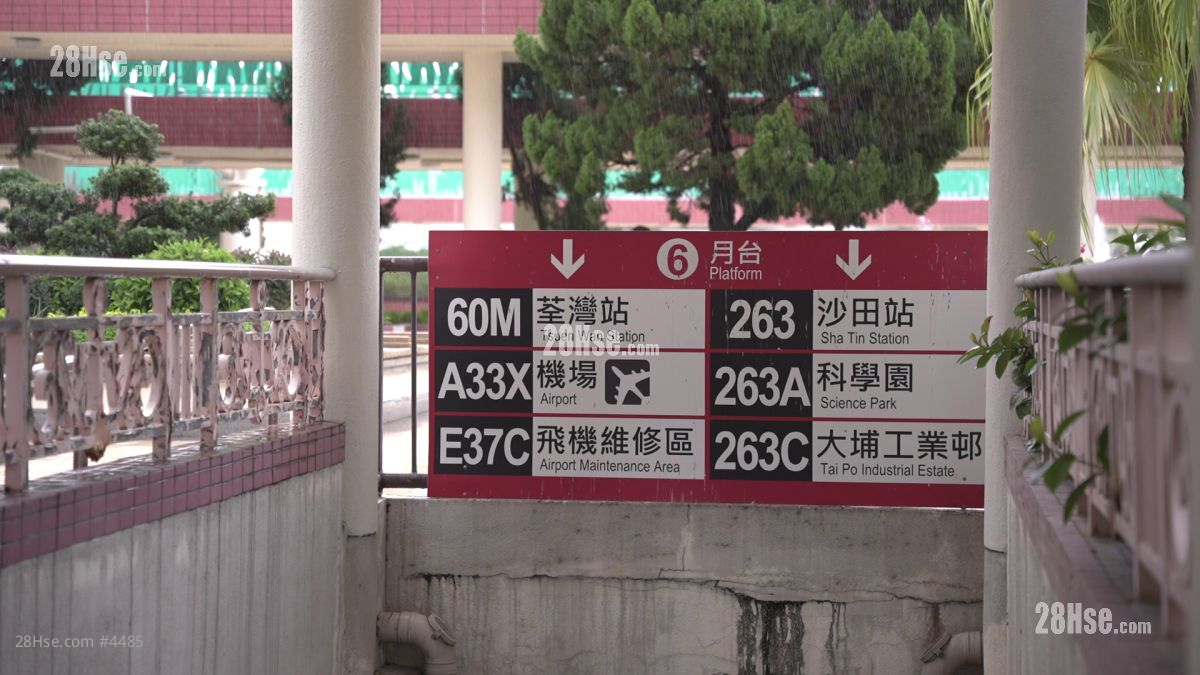 28Hse.com
6 月台
Platform
60M 荃灣站
Tsuen Wan Station
28Hse.com
A33X 機場
Airport
E37C 飛機維修區
Airport Maintenance Area
263 沙田站
Sha Tin Station
263A 科學園
Science Park
263C 大埔工業邨
Tai Po Industrial Estate
28Hse.com #4485
28Hse.com